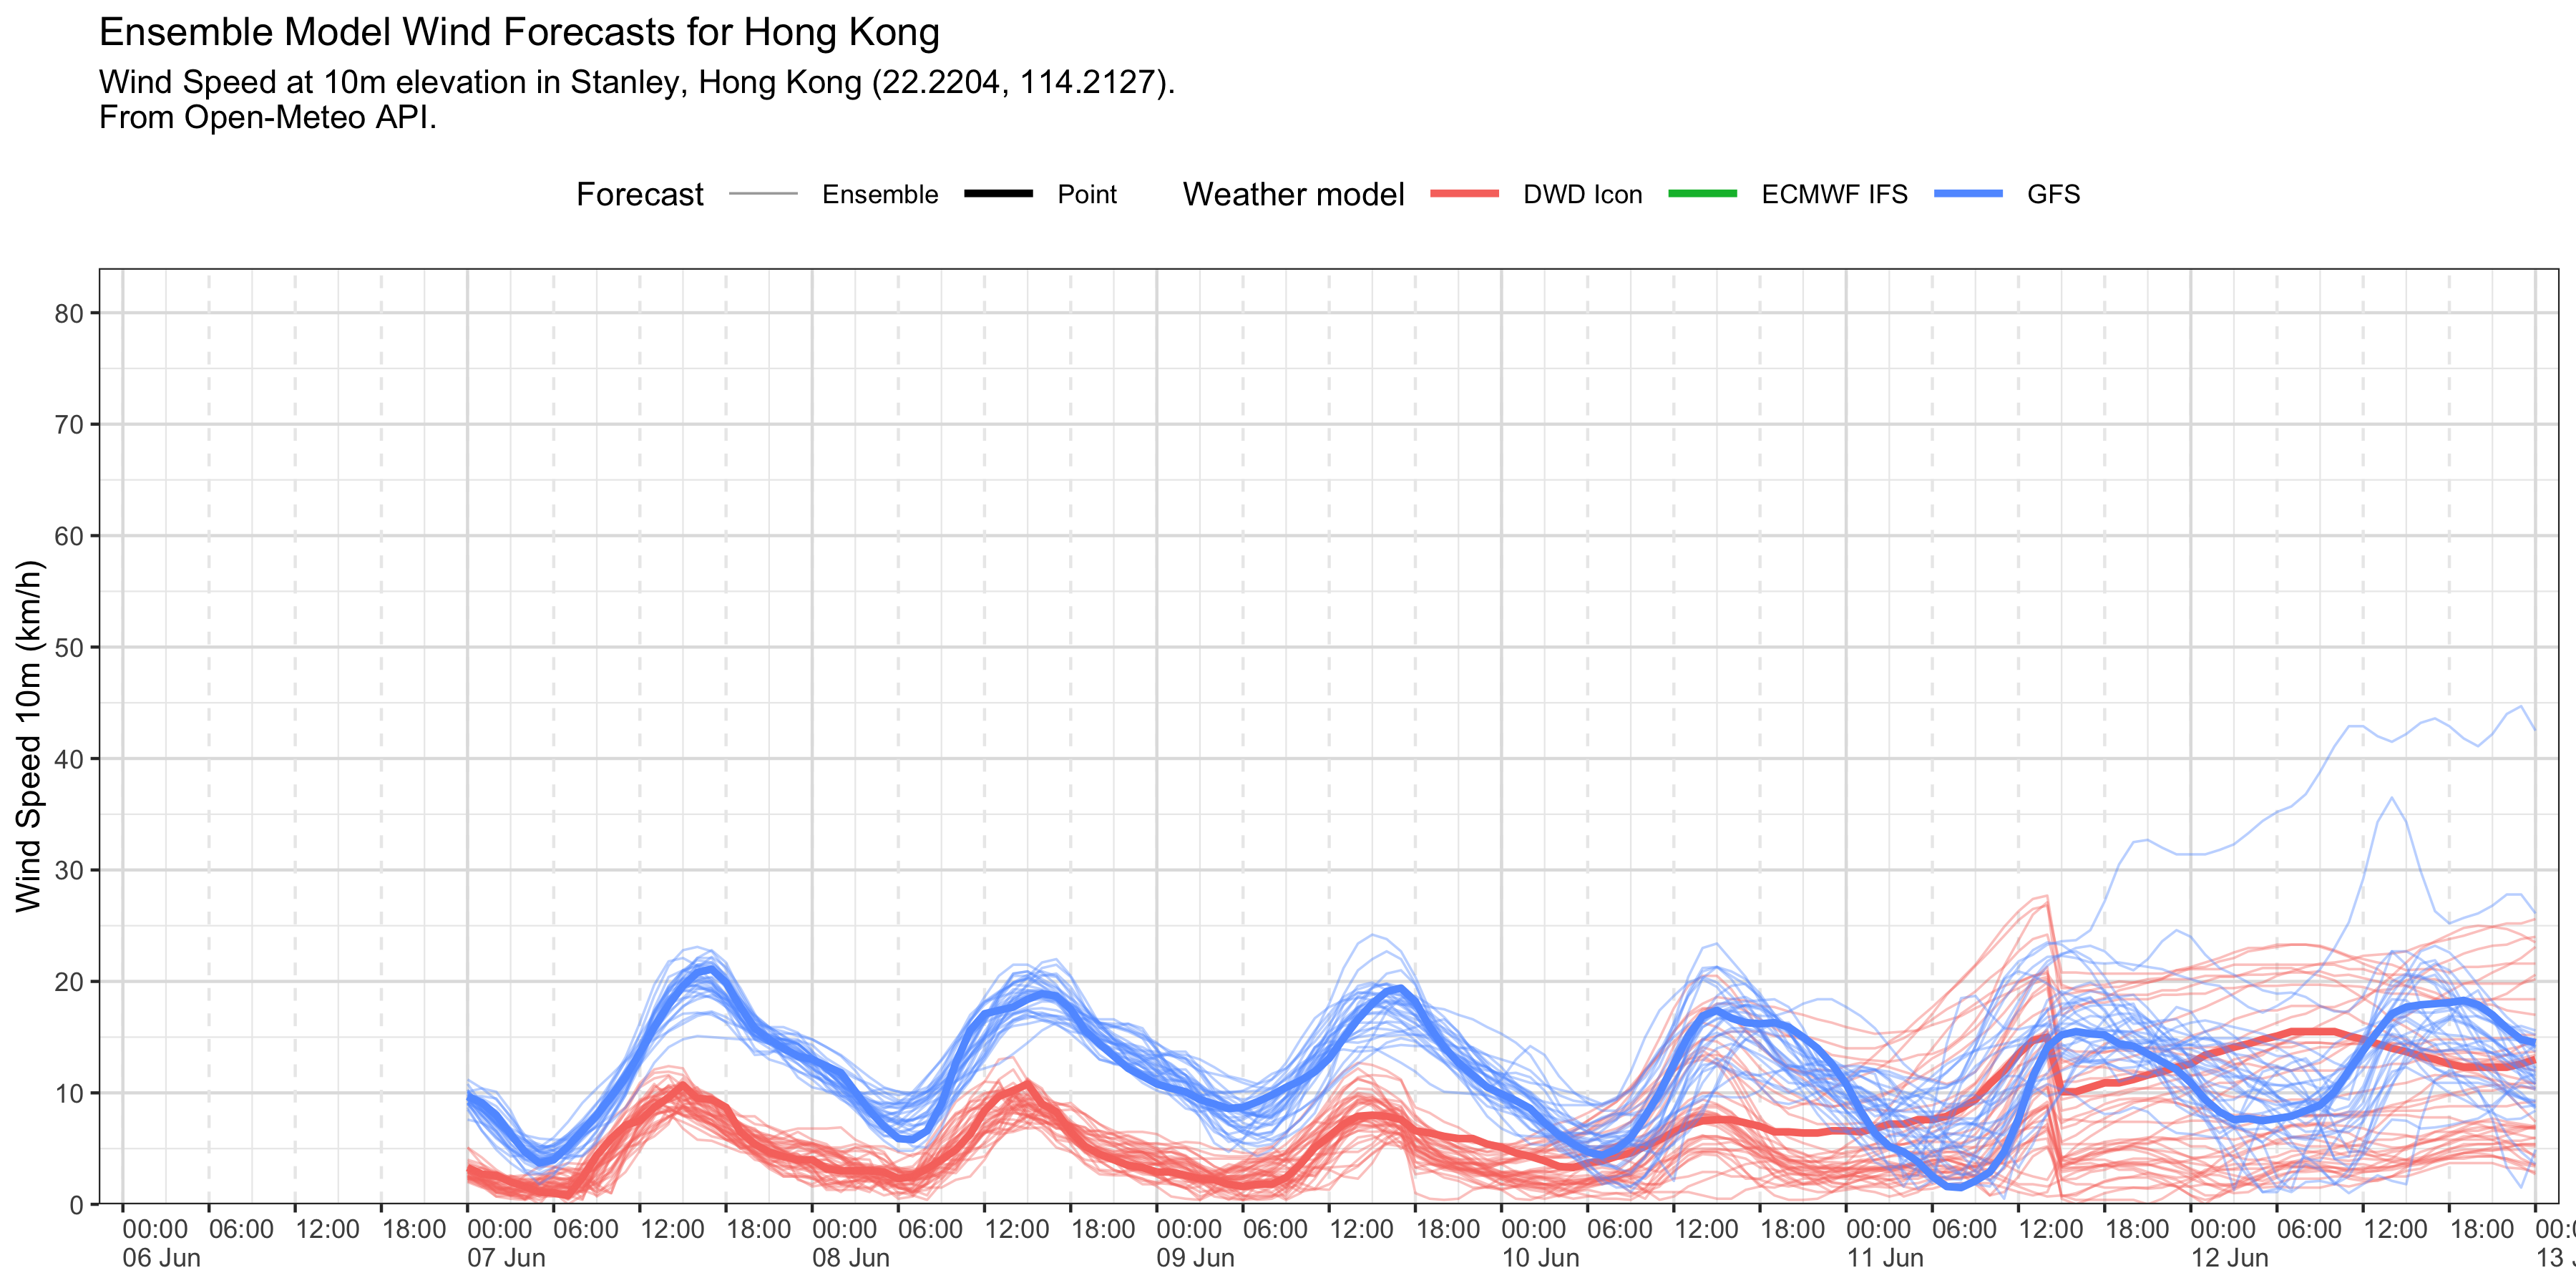 Ensemble Model Wind Forecasts for Hong Kong
Wind Speed at 10m elevation in Stanley, Hong Kong (22.2204, 114.2127).
From Open-Meteo API.
Forecast Ensemble Point Weather model DWD Icon ECMWF IFS GFS
Wind Speed 10m (km/h)
80
70
60
50
40
30
20
10
0
00:00 06:00 12:00 18:00 00:00 06:00 12:00 18:00 00:00 06:00 12:00 18:00 00:00 06:00 12:00 18:00 00:00 06:00 12:00 18:00 00:00 06:00 12:00 18:00 00:00 06:00 12:00 18:00
06 Jun 07 Jun 08 Jun 09 Jun 10 Jun 11 Jun 12 Jun 13